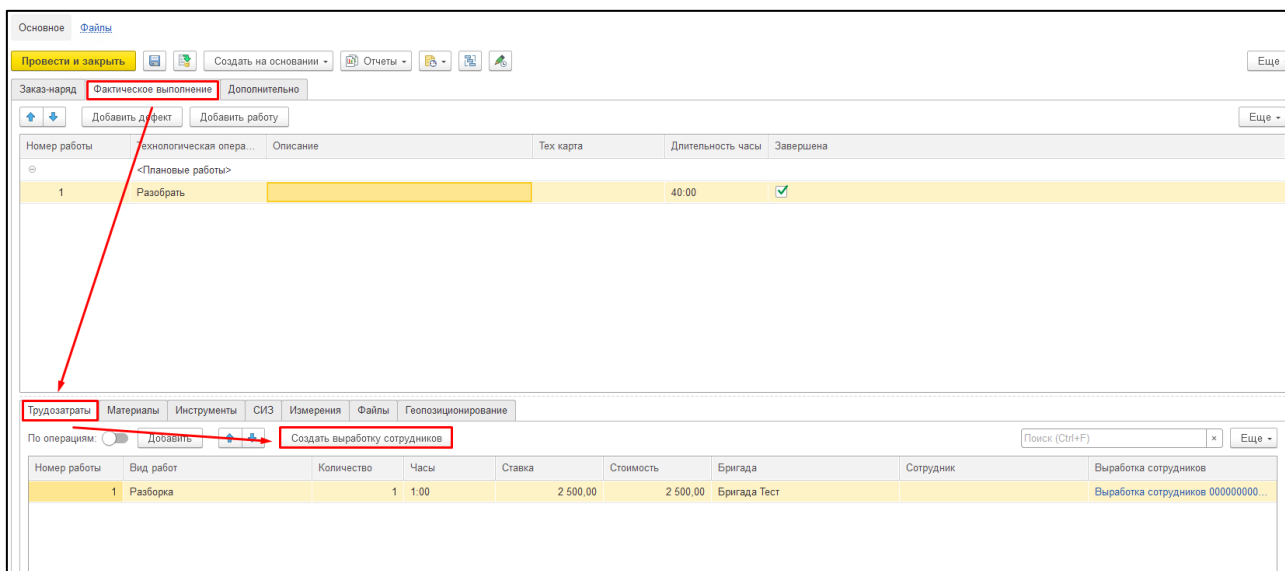 Основное Файлы
Провести и закрыть Создать на основании Отчеты Еще
Заказ-наряд Фактическое выполнение Дополнительно
Добавить дефект Добавить работу Еще
Номер работы Технологическая опера... Описание Тех карта Длительность часы Завершена
<Плановые работы>
1 Разобрать 40:00
Трудозатраты Материалы Инструменты СИЗ Измерения Файлы Геопозиционирование
По операциям: Добавить Создать выработку сотрудников Поиск (Ctrl+F) × Еще
Номер работы Вид работ Количество Часы Ставка Стоимость Бригада Сотрудник Выработка сотрудников
1 Разборка 1 1:00 2 500,00 2 500,00 Бригада Тест Выработка сотрудников 000000000...